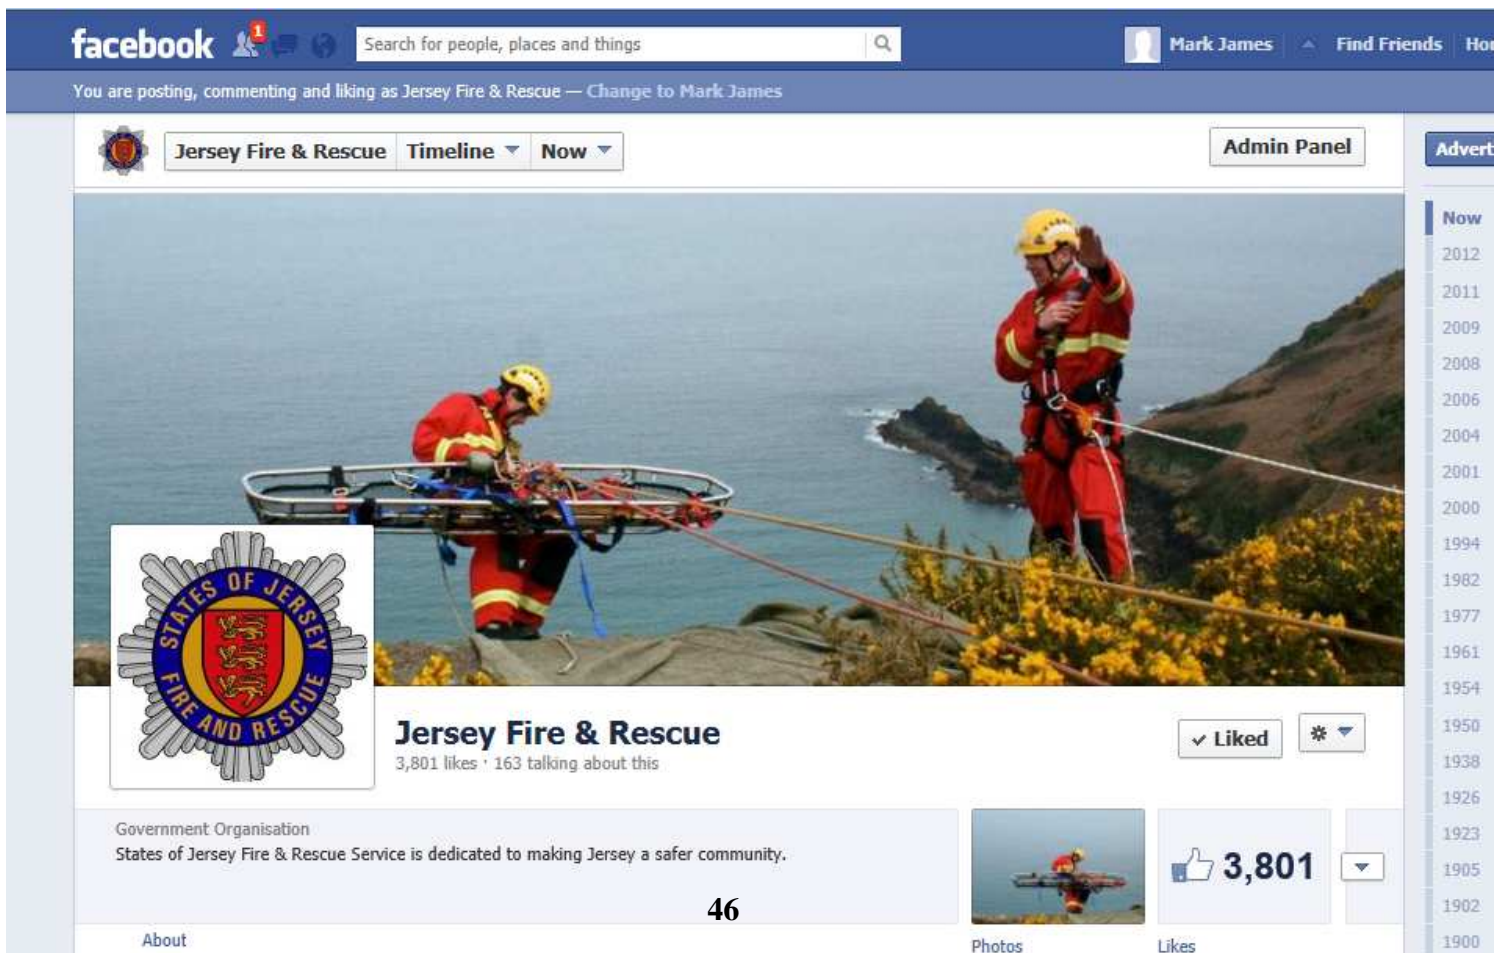 facebook 1 Search for people, places and things Mark James Find Friends
You are posting, commenting and liking as Jersey Fire & Rescue — Change to Mark James
Jersey Fire & Rescue Timeline Now Admin Panel
Advert
Now
2012
2011
2009
2008
2006
2004
2001
2000
1994
1982
1977
1961
1954
1950
1938
1926
1923
1905
1902
1900
STATES OF JERSEY
FIRE AND RESCUE
Jersey Fire & Rescue
3,801 likes · 163 talking about this
Liked
Government Organisation
States of Jersey Fire & Rescue Service is dedicated to making Jersey a safer community.
3,801
46
About
Photos Likes